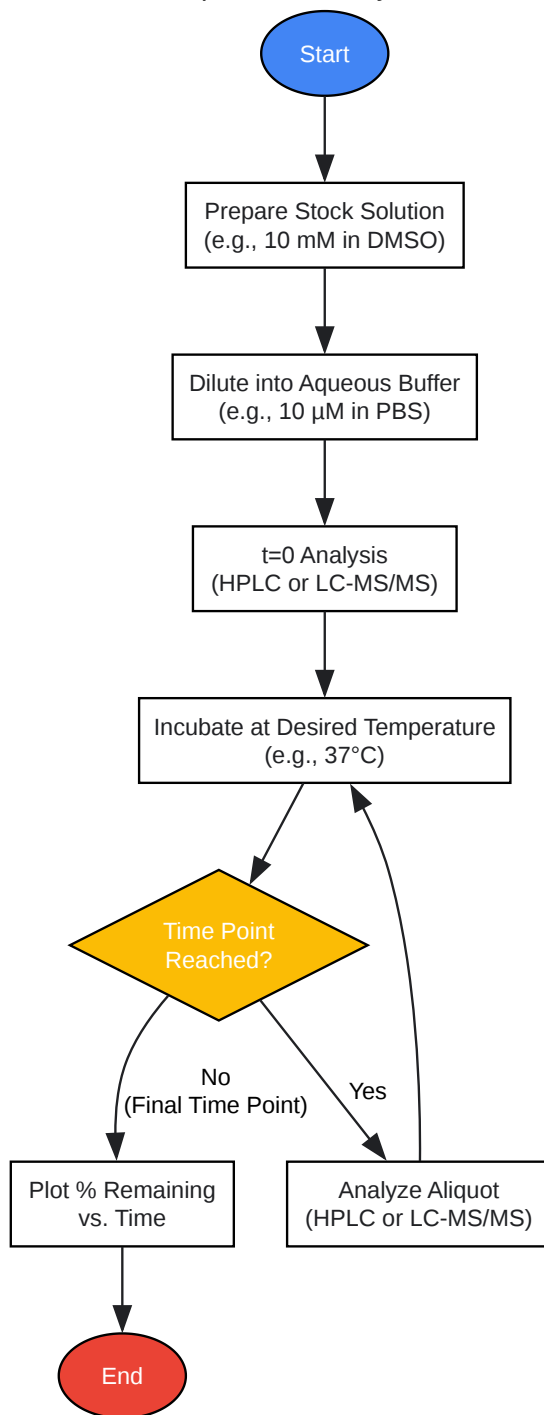 Start
Prepare Stock Solution
(e.g., 10 mM in DMSO)
Dilute into Aqueous Buffer
(e.g., 10 µM in PBS)
t=0 Analysis
(HPLC or LC-MS/MS)
Incubate at Desired Temperature
(e.g., 37°C)
Time Point
Reached?
No
(Final Time Point)
Yes
Plot % Remaining
vs. Time
Analyze Aliquot
(HPLC or LC-MS/MS)
End